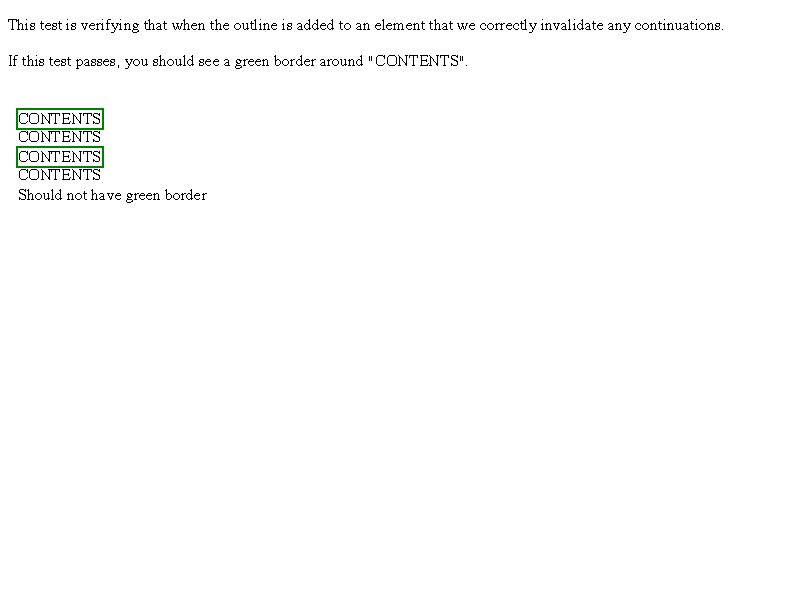 This test is verifying that when the outline is added to an element that we correctly invalidate any continuations.
If this test passes, you should see a green border around "CONTENTS".
CONTENTS
CONTENTS
CONTENTS
CONTENTS
Should not have green border